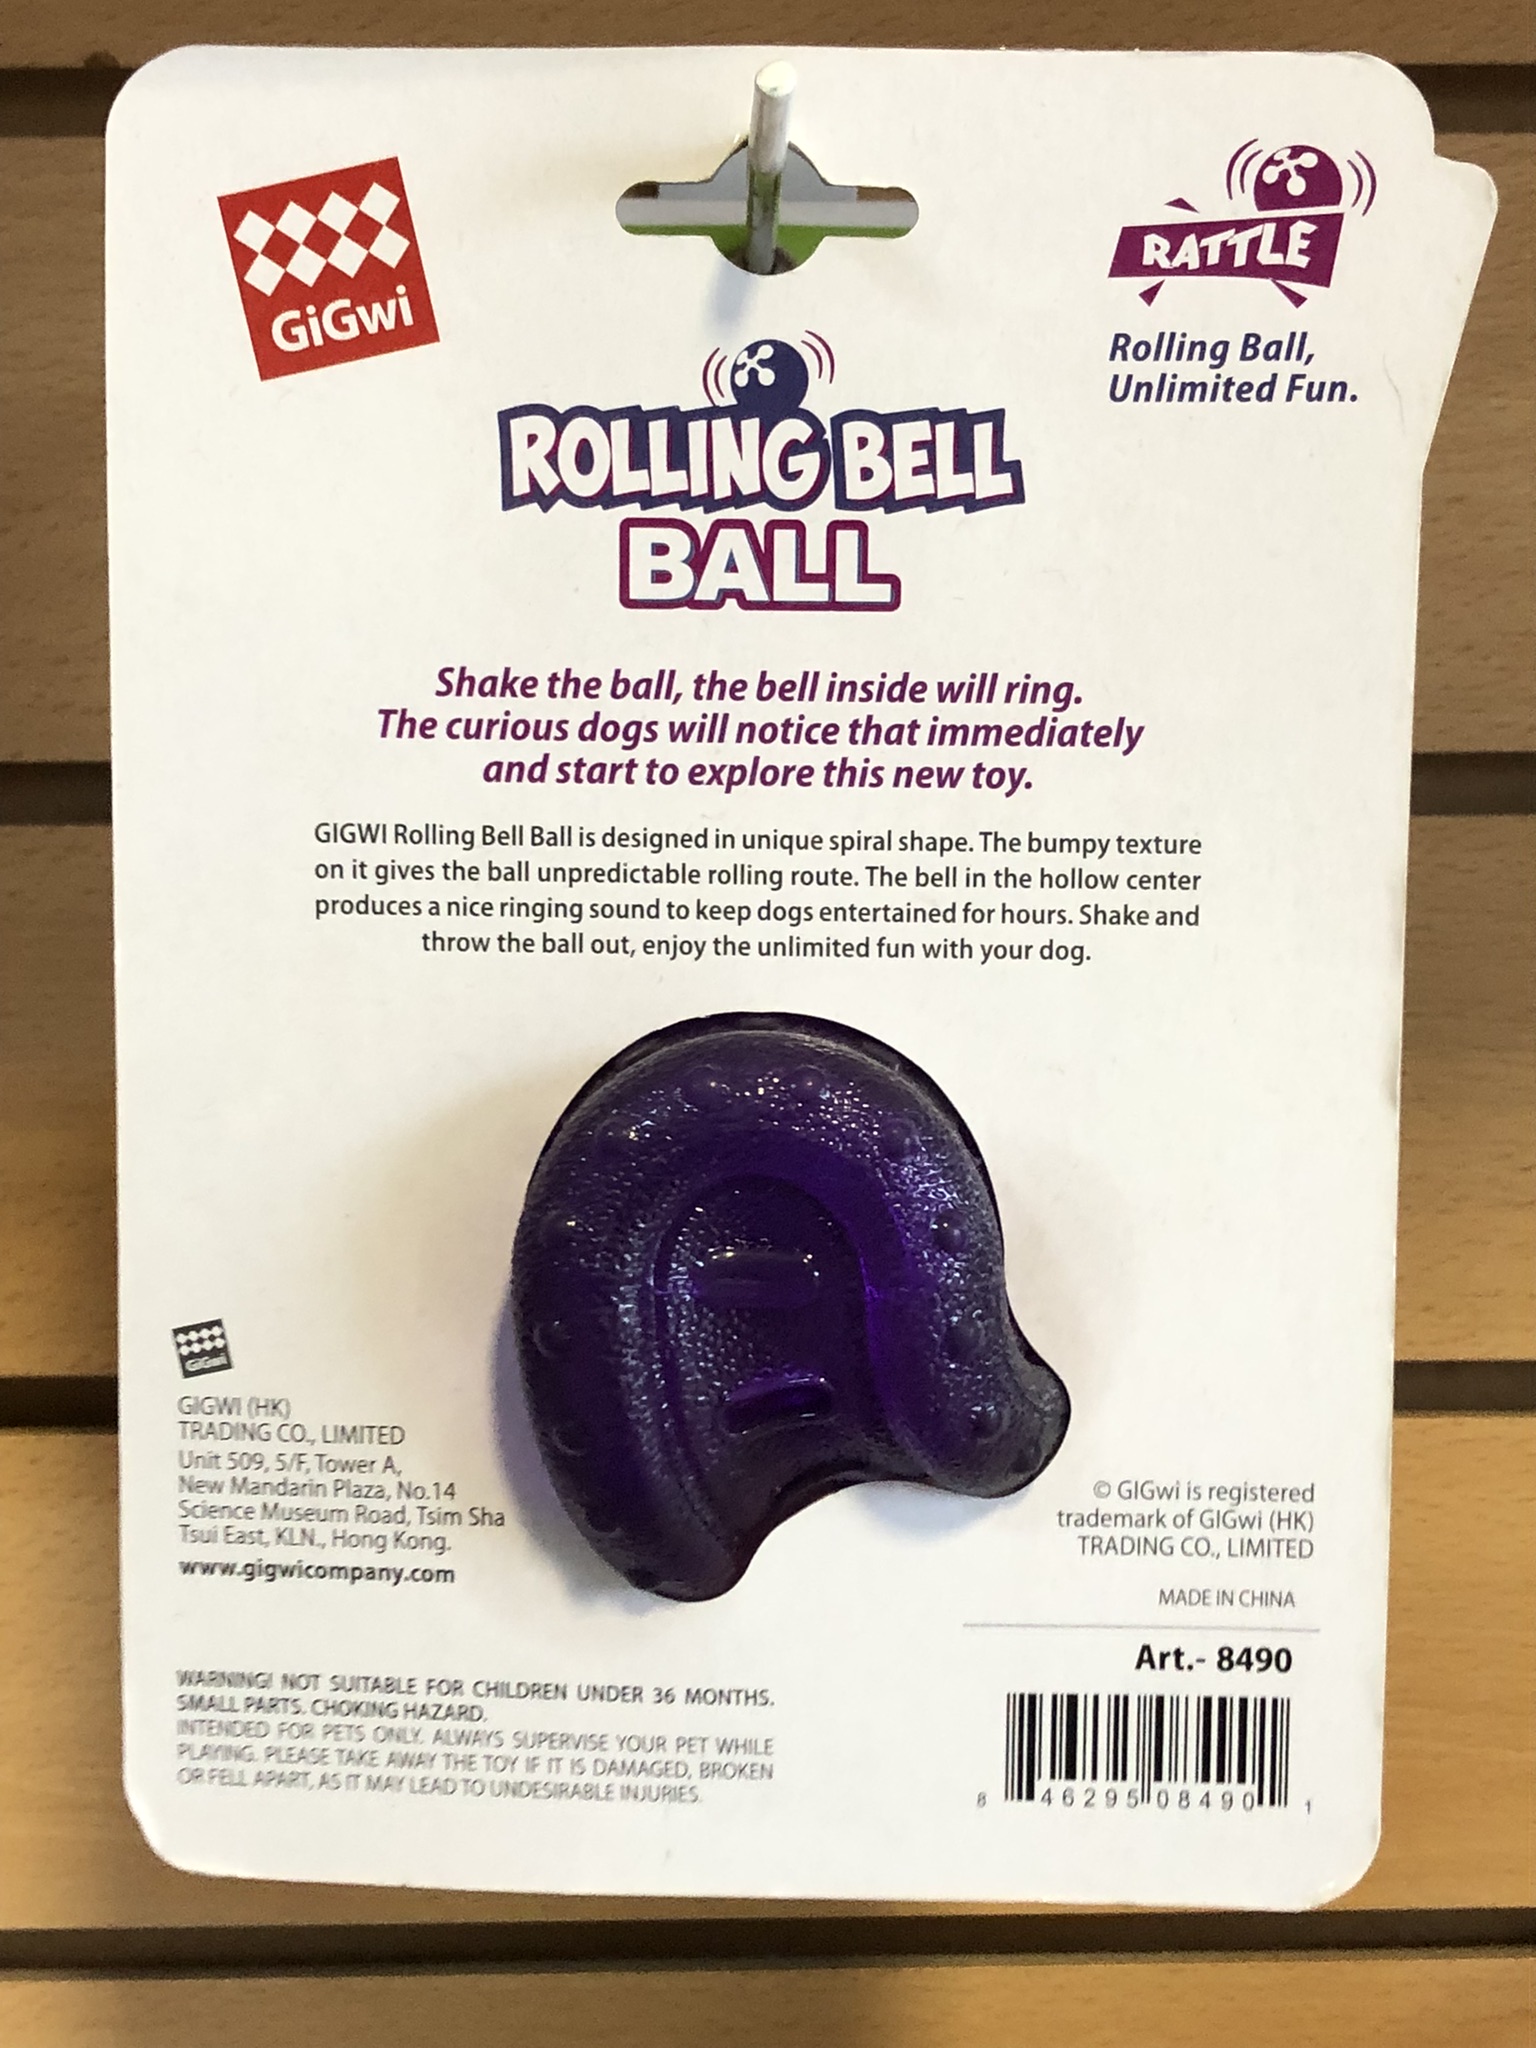 GiGwi
RATTLE
Rolling Ball,
Unlimited Fun.
ROLLING BELL
BALL
Shake the ball, the bell inside will ring.
The curious dogs will notice that immediately
and start to explore this new toy.
GIGWI Rolling Bell Ball is designed in unique spiral shape. The bumpy texture
on it gives the ball unpredictable rolling route. The bell in the hollow center
produces a nice ringing sound to keep dogs entertained for hours. Shake and
throw the ball out, enjoy the unlimited fun with your dog.
GiGwi
GIGWI (HK)
TRADING CO., LIMITED
Unit 509, 5/F, Tower A,
New Mandarin Plaza, No.14
Science Museum Road, Tsim Sha
Tsui East, KLN., Hong Kong.
www.gigwicompany.com
© GIGwi is registered
trademark of GIGwi (HK)
TRADING CO., LIMITED
MADE IN CHINA
WARNING! NOT SUITABLE FOR CHILDREN UNDER 36 MONTHS.
SMALL PARTS. CHOKING HAZARD.
INTENDED FOR PETS ONLY. ALWAYS SUPERVISE YOUR PET WHILE
PLAYING. PLEASE TAKE AWAY THE TOY IF IT IS DAMAGED, BROKEN
OR FELL APART, AS IT MAY LEAD TO UNDESIRABLE INJURIES.
Art.- 8490
8 46295 08490 1